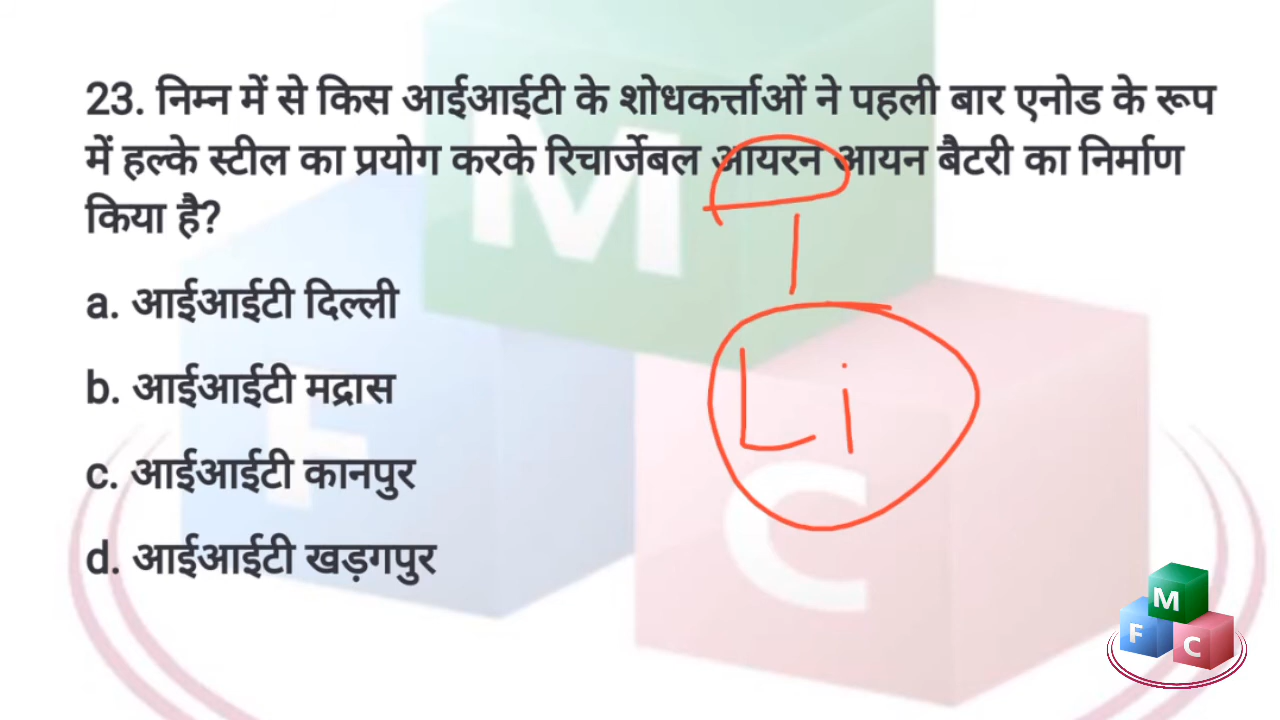 23. निम्न में से किस आईआईटी के शोधकर्त्ताओं ने पहली बार एनोड के रूप
में हल्के स्टील का प्रयोग करके रिचार्जेबल आयरन आयन बैटरी का निर्माण
किया है?
a. आईआईटी दिल्ली
b. आईआईटी मद्रास
c. आईआईटी कानपुर
d. आईआईटी खड़गपुर
Li
M
F
C
M
F
C